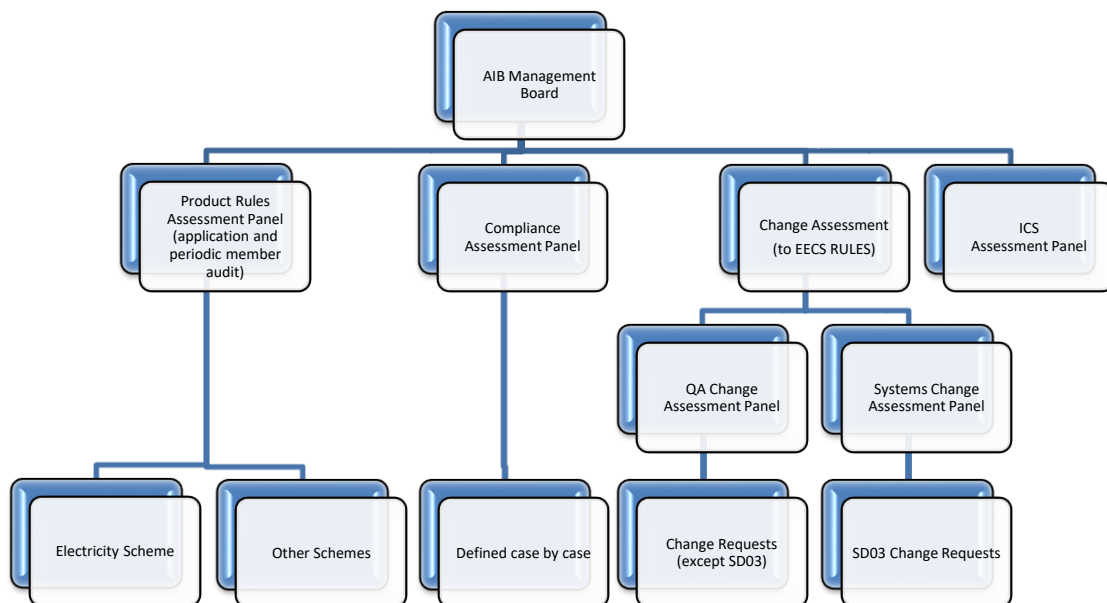 AIB Management
Board
Product Rules
Assessment Panel
(application and
periodic member
audit)
Compliance
Assessment Panel
Change Assessment
(to EECS RULES)
ICS
Assessment Panel
QA Change
Assessment Panel
Systems Change
Assessment Panel
Electricity Scheme
Other Schemes
Defined case by case
Change Requests
(except SD03)
SD03 Change Requests